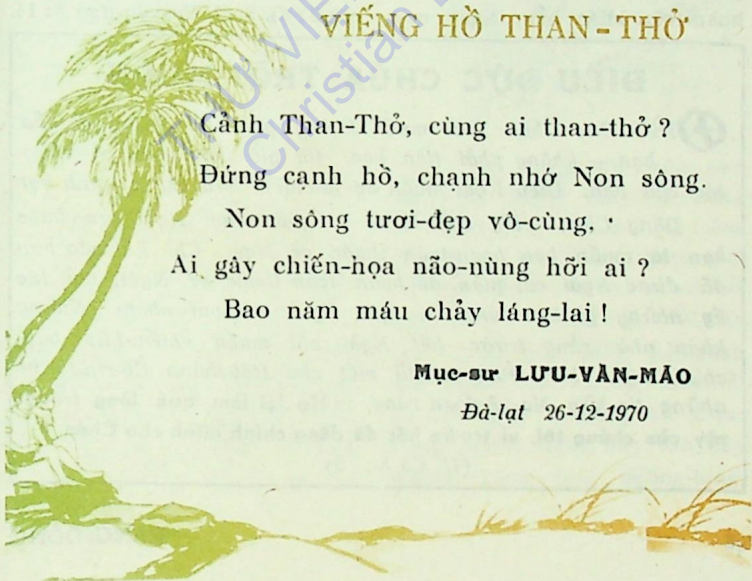 VIẾNG HỒ THAN-THỞ
Cảnh Than-Thở, cùng ai than-thở ?
Đứng cạnh hồ, chạnh nhớ Non sông.
Non sông tươi-đẹp vô-cùng,
Ai gây chiến-họa não-nùng hỡi ai ?
Bao năm máu chảy láng-lai !
Mục-sư LƯU-VĂN-MÃO
Đà-lạt 26-12-1970